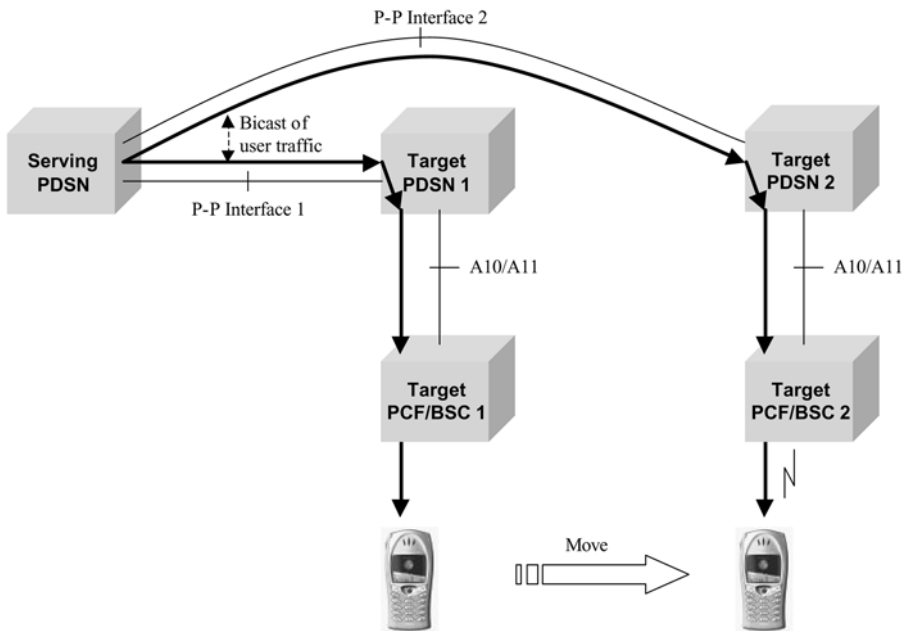 P-P Interface 2
Bicast of
user traffic
Serving
PDSN
Target
PDSN 1
Target
PDSN 2
P-P Interface 1
A10/A11
A10/A11
Target
PCF/BSC 1
Target
PCF/BSC 2
Move